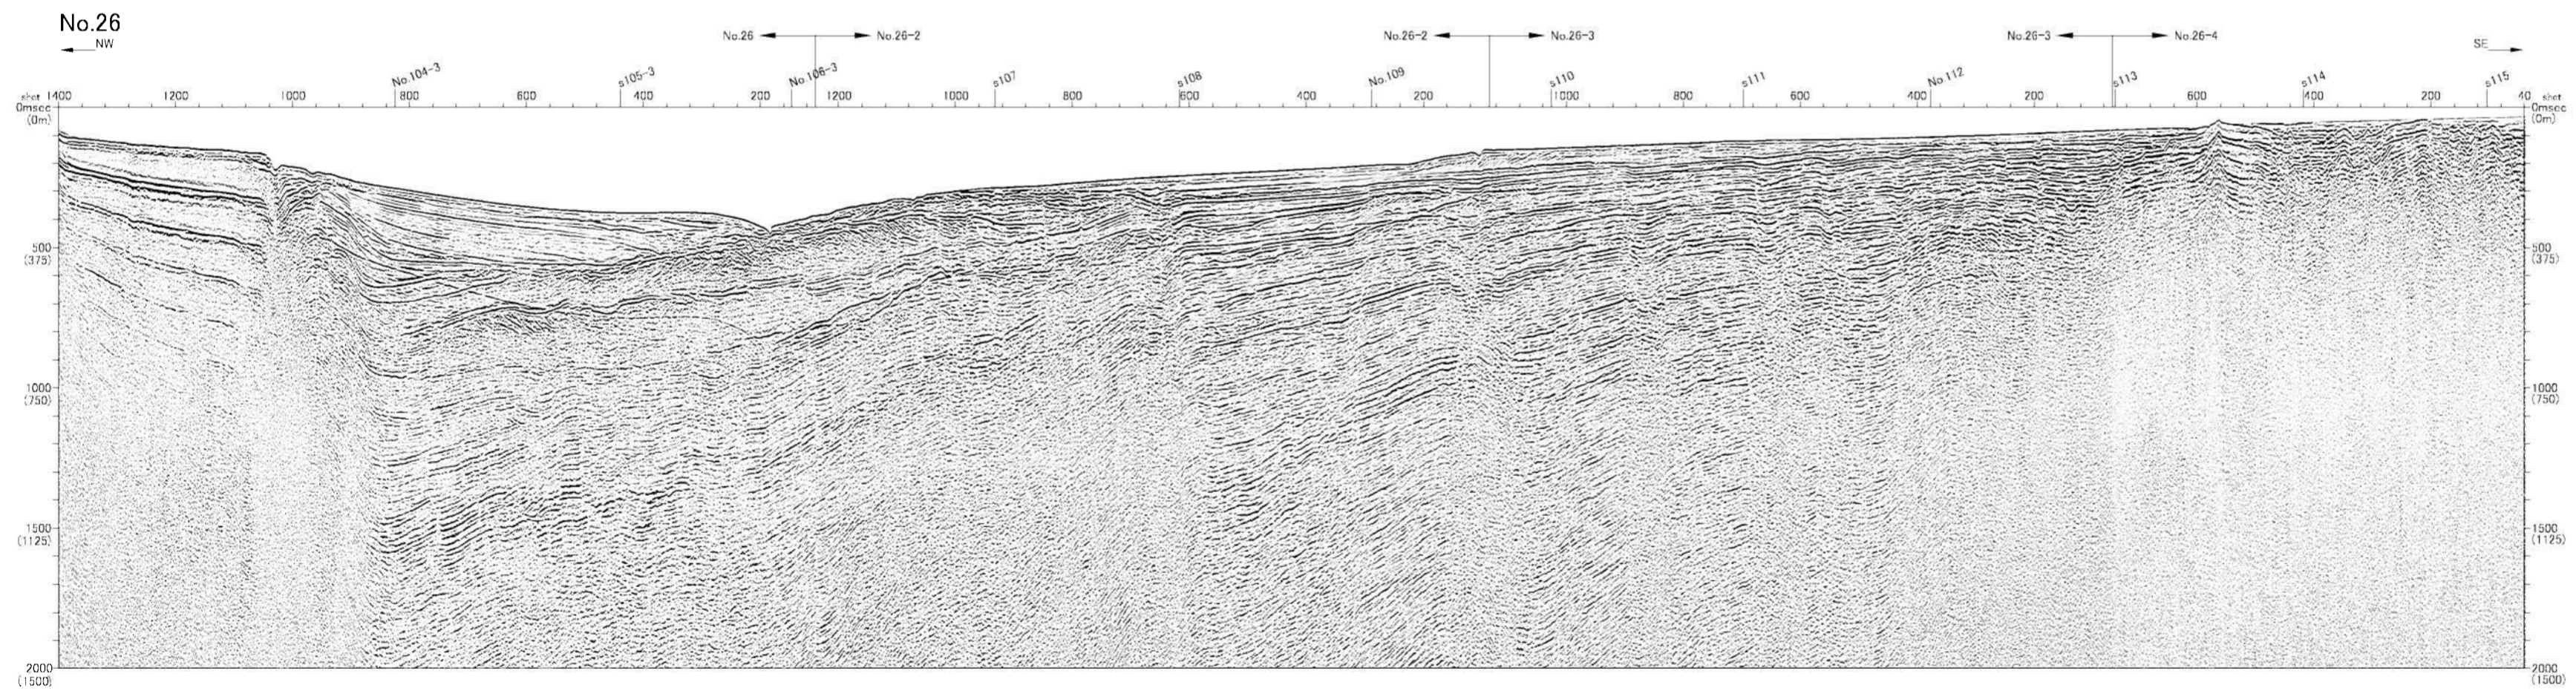 No.26
NW
No.26 No.26-2
No.26-2 No.26-3
No.26-3 No.26-4
SE
No.104-3 s105-3 No.106-3 s107 s108 No.109 s110 s111 No.112 s113 s114 s115
shot 1400 1200 1000 800 600 400 200 1200 1000 800 600 400 200 1000 800 600 400 200 600 400 200 40 shot
0msec 0msec
(0m) (0m)
500 500
(375) (375)
1000 1000
(750) (750)
1500 1500
(1125) (1125)
2000 2000
(1500) (1500)